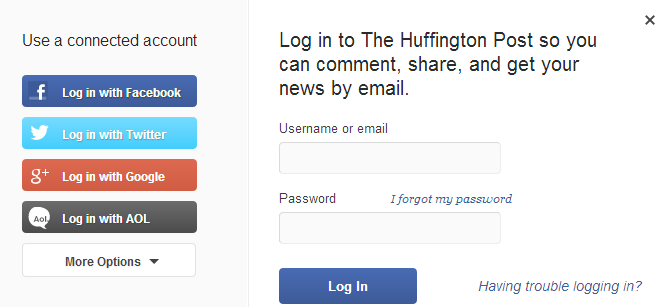 Use a connected account
f Log in with Facebook
Log in with Twitter
g+ Log in with Google
Aol. Log in with AOL
More Options
Log in to The Huffington Post so you
can comment, share, and get your
news by email.
Username or email
Password I forgot my password
Log In Having trouble logging in?